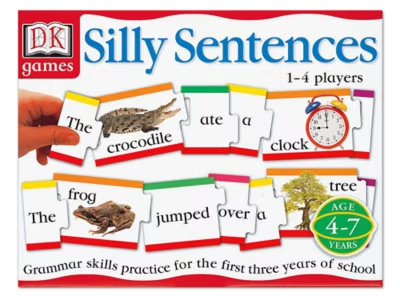 DK
games
Silly Sentences
1-4 players
The crocodile ate a clock
The frog jumped over a tree
AGE
4-7
YEARS
Grammar skills practice for the first three years of school